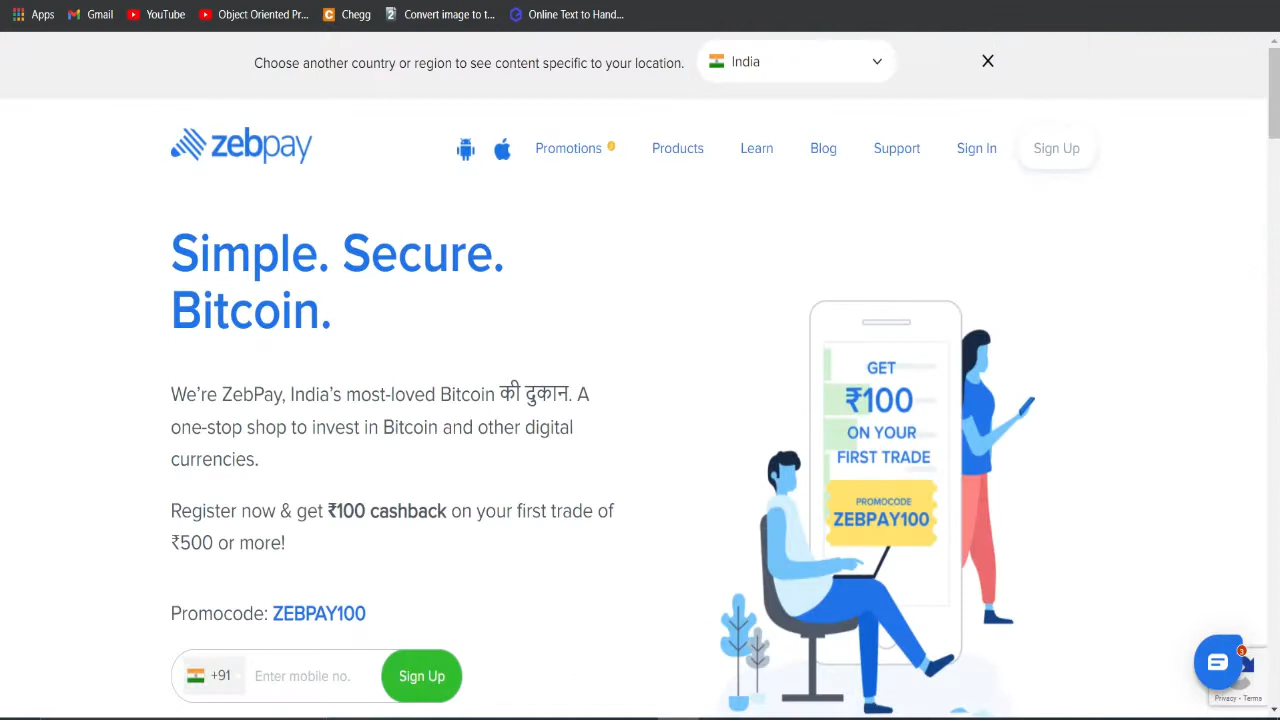 Apps Gmail YouTube Object Oriented Pr... Chegg Convert image to t... Online Text to Hand...
Choose another country or region to see content specific to your location. India
zebpay Promotions Products Learn Blog Support Sign In Sign Up
Simple. Secure.
Bitcoin.
We're ZebPay, India's most-loved Bitcoin की दुकान. A
one-stop shop to invest in Bitcoin and other digital
currencies.
Register now & get ₹100 cashback on your first trade of
₹500 or more!
Promocode: ZEBPAY100
+91 Enter mobile no. Sign Up
GET
₹100
ON YOUR
FIRST TRADE
PROMOCODE
ZEBPAY100
3
Privacy - Terms